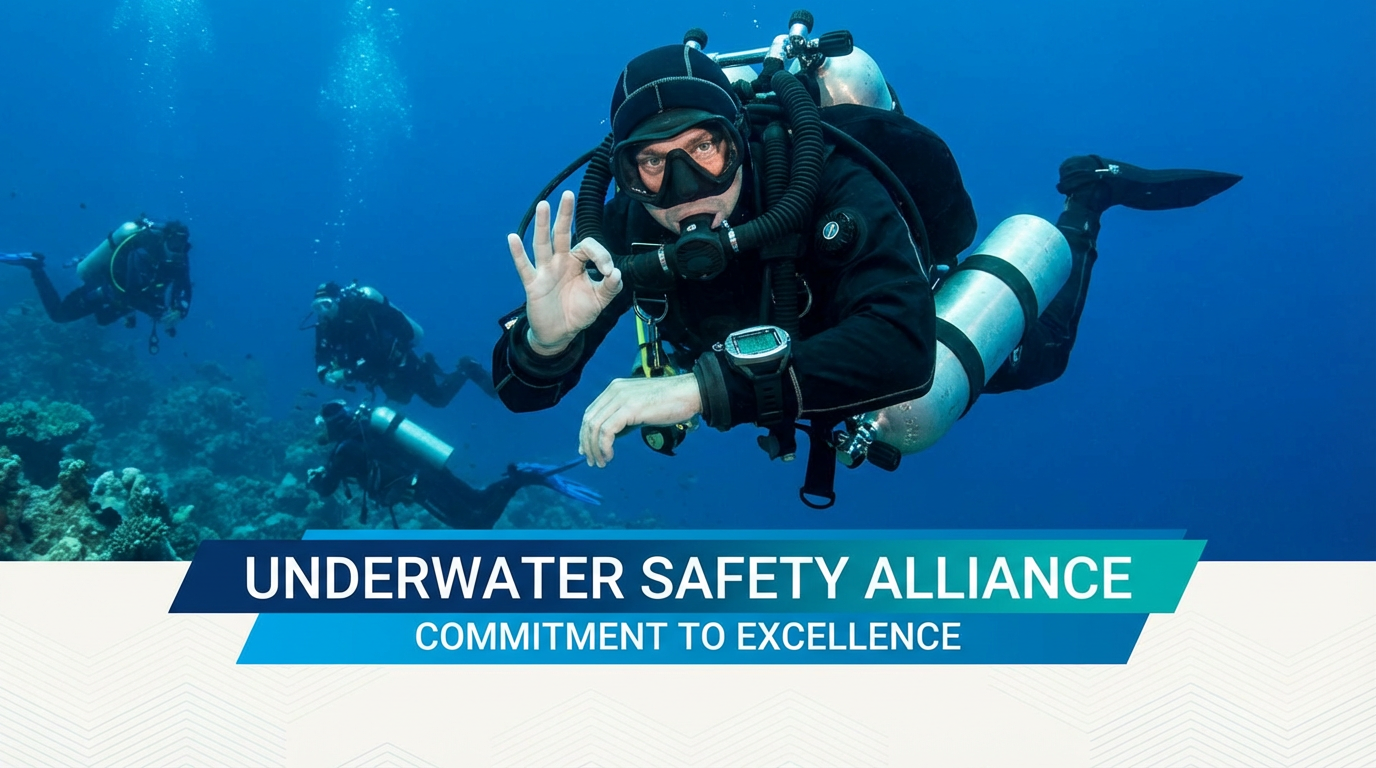 UNDERWATER SAFETY ALLIANCE
COMMITMENT TO EXCELLENCE